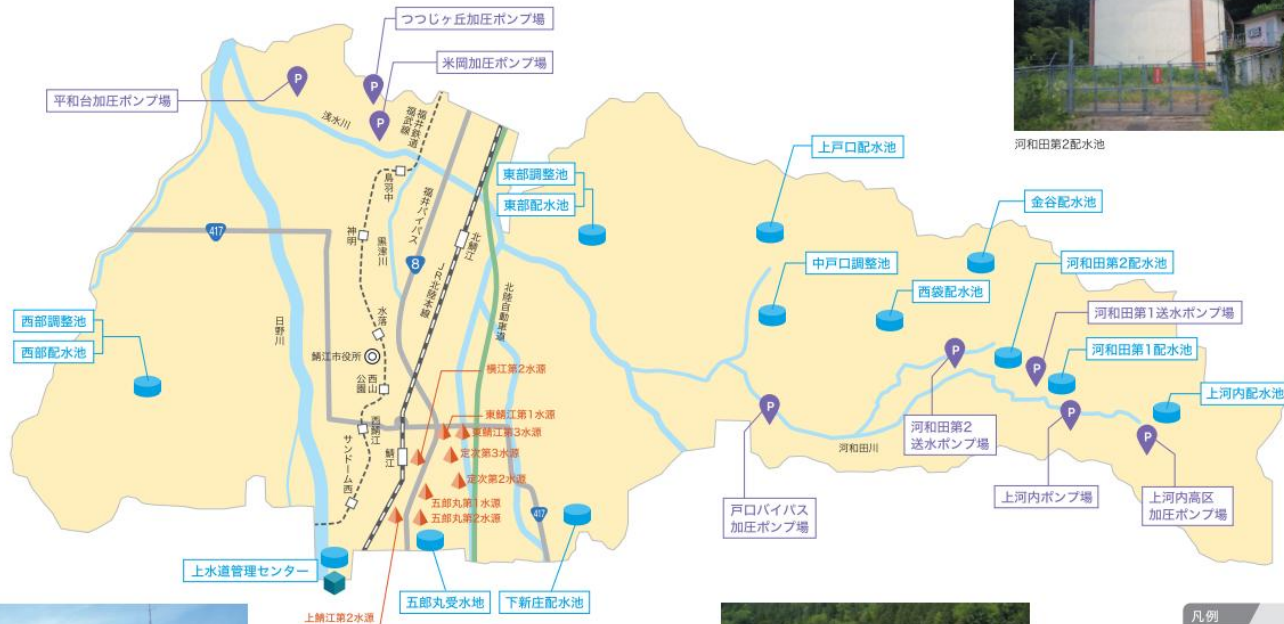 つつじヶ丘加圧ポンプ場
米岡加圧ポンプ場
平和台加圧ポンプ場
P
P
P
浅水川
福井鉄道
福武線
鳥羽中
福井バイパス
黒津川
神明
417
8
北鯖江
JR北陸本線
北陸自動車道
日野川
水落
鯖江市役所
西山
公園
西鯖江
サンドーム西
鯖江
東部調整池
東部配水池
上戸口配水池
中戸口調整池
西袋配水池
金谷配水池
河和田第2配水池
河和田第2配水池
河和田第1送水ポンプ場
河和田第1配水池
上河内配水池
西部調整池
西部配水池
横江第2水源
東鯖江第1水源
東鯖江第3水源
定次第3水源
定次第2水源
五郎丸第1水源
五郎丸第2水源
417
P
P
P
P
P
河和田川
河和田第2
送水ポンプ場
戸口バイパス
加圧ポンプ場
上河内ポンプ場
上河内高区
加圧ポンプ場
上水道管理センター
五郎丸受水地
下新庄配水池
上鯖江第2水源
凡例